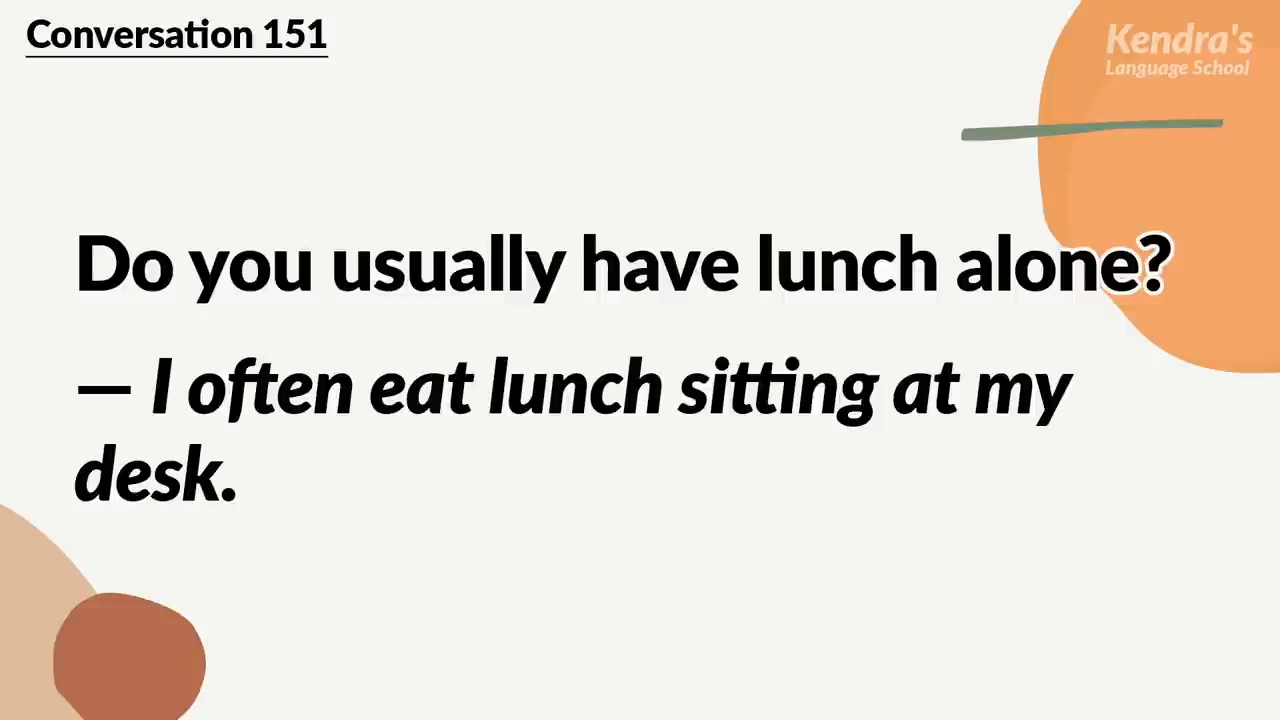 Conversation 151
Kendra's
Language School
Do you usually have lunch alone?
— I often eat lunch sitting at my
desk.